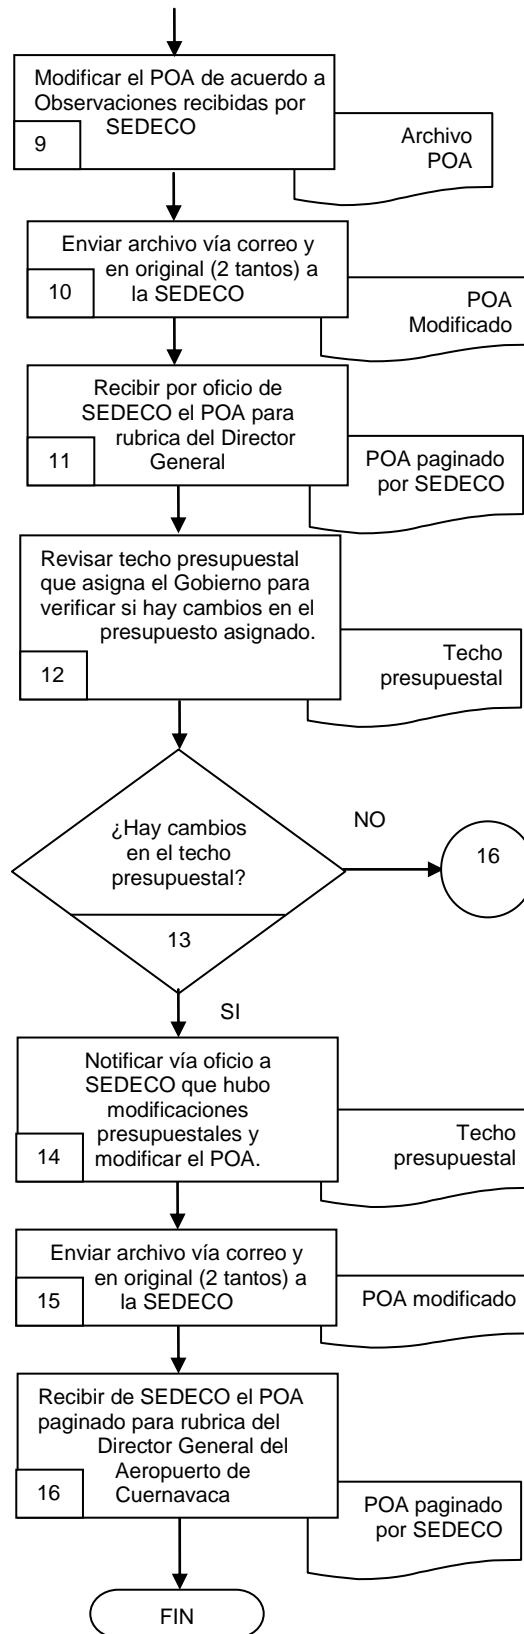 Modificar el POA de acuerdo a
Observaciones recibidas por
SEDECO
9
Archivo
POA
Enviar archivo vía correo y
en original (2 tantos) a
la SEDECO
10
POA
Modificado
Recibir por oficio de
SEDECO el POA para
rubrica del Director
General
11
POA paginado
por SEDECO
Revisar techo presupuestal
que asigna el Gobierno para
verificar si hay cambios en el
presupuesto asignado.
12
Techo
presupuestal
¿Hay cambios
en el techo
presupuestal?
13
NO
16
SI
Notificar vía oficio a
SEDECO que hubo
modificaciones
presupuestales y
modificar el POA.
14
Techo
presupuestal
Enviar archivo vía correo y
en original (2 tantos) a
la SEDECO
15
POA modificado
Recibir de SEDECO el POA
paginado para rubrica del
Director General del
Aeropuerto de
Cuernavaca
16
POA paginado
por SEDECO
FIN